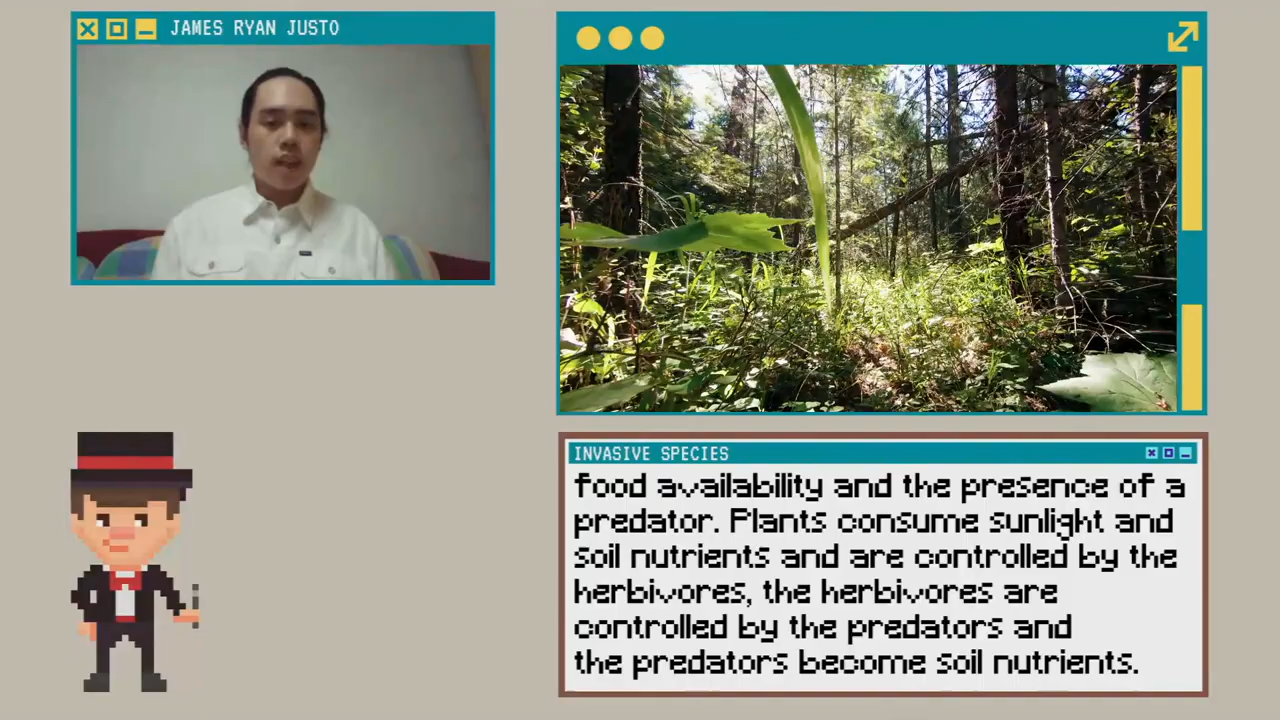 JAMES RYAN JUSTO
INVASIVE SPECIES
food availability and the presence of a
predator. Plants consume sunlight and
soil nutrients and are controlled by the
herbivores, the herbivores are
controlled by the predators and
the predators become soil nutrients.